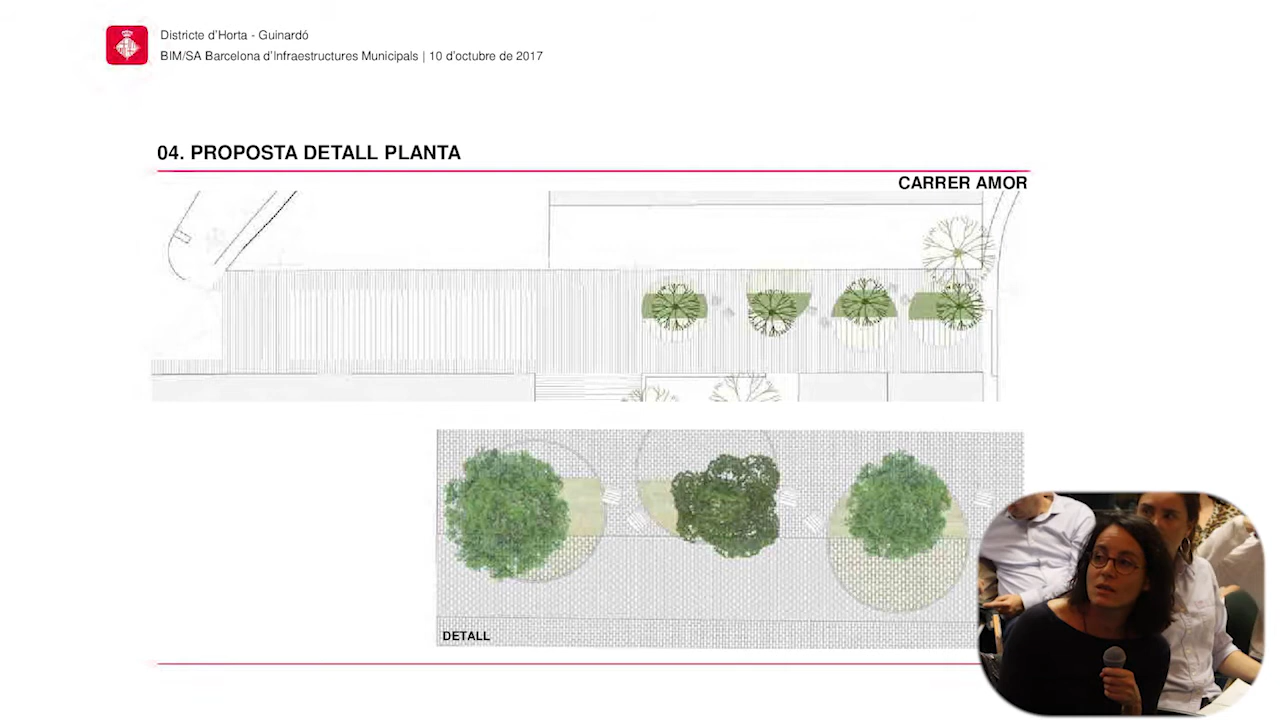 Districte d'Horta - Guinardó
BIM/SA Barcelona d'Infraestructures Municipals | 10 d'octubre de 2017
04. PROPOSTA DETALL PLANTA
CARRER AMOR
DETALL